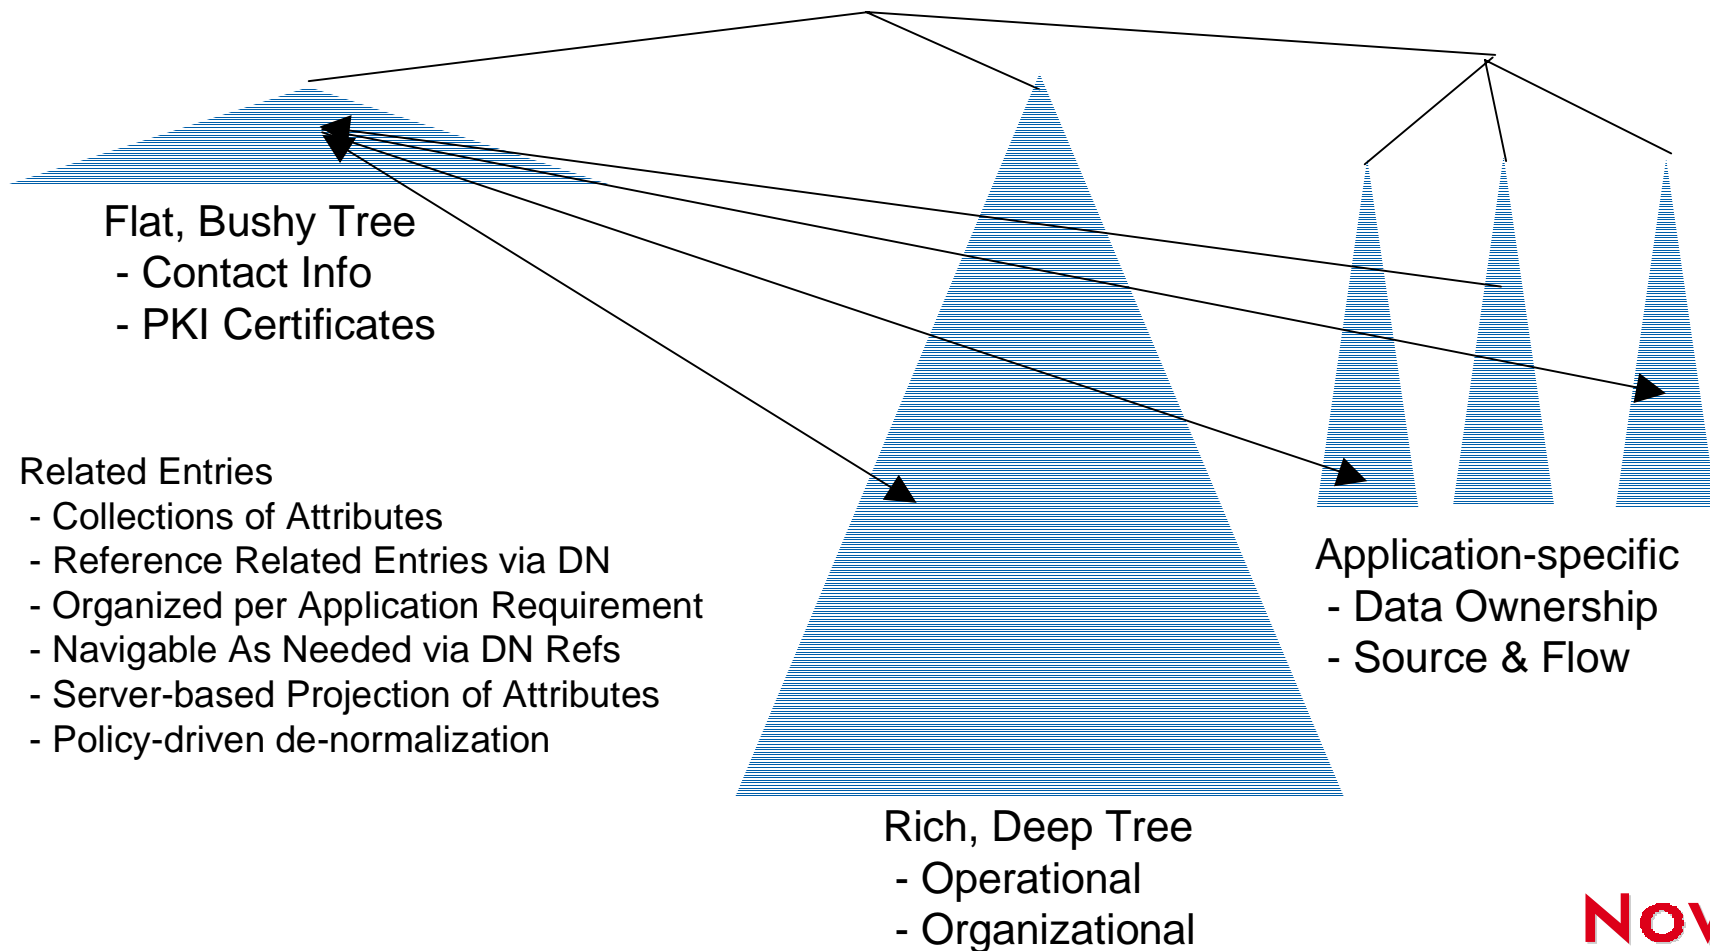 Flat, Bushy Tree
- Contact Info
- PKI Certificates
Related Entries
- Collections of Attributes
- Reference Related Entries via DN
- Organized per Application Requirement
- Navigable As Needed via DN Refs
- Server-based Projection of Attributes
- Policy-driven de-normalization
Application-specific
- Data Ownership
- Source & Flow
Rich, Deep Tree
- Operational
- Organizational